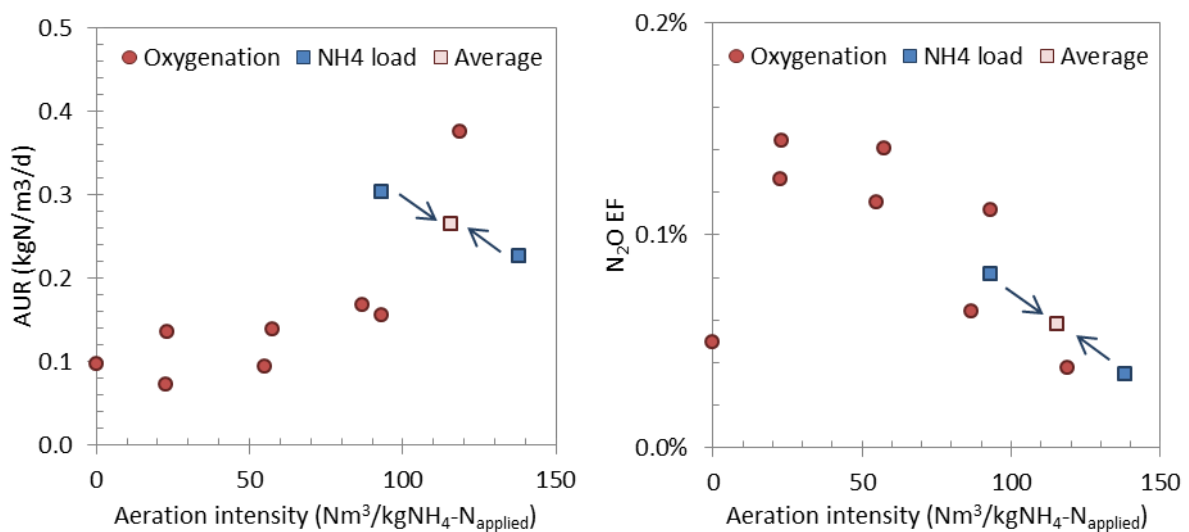 0.5
0.4
0.3
0.2
0.1
0.0
AUR (kgN/m3/d)
Oxygenation NH4 load Average
0 50 100 150
Aeration intensity (Nm³/kgNH₄-N_applied)
0.2%
0.1%
0.0%
N₂O EF
Oxygenation NH4 load Average
0 50 100 150
Aeration intensity (Nm³/kgNH₄-N_applied)